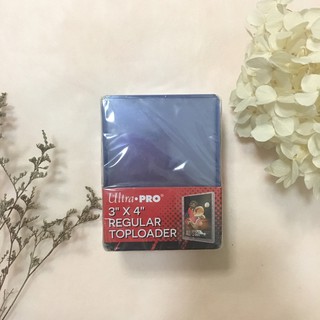 Ultra•PRO®
3" X 4"
REGULAR
TOPLOADER